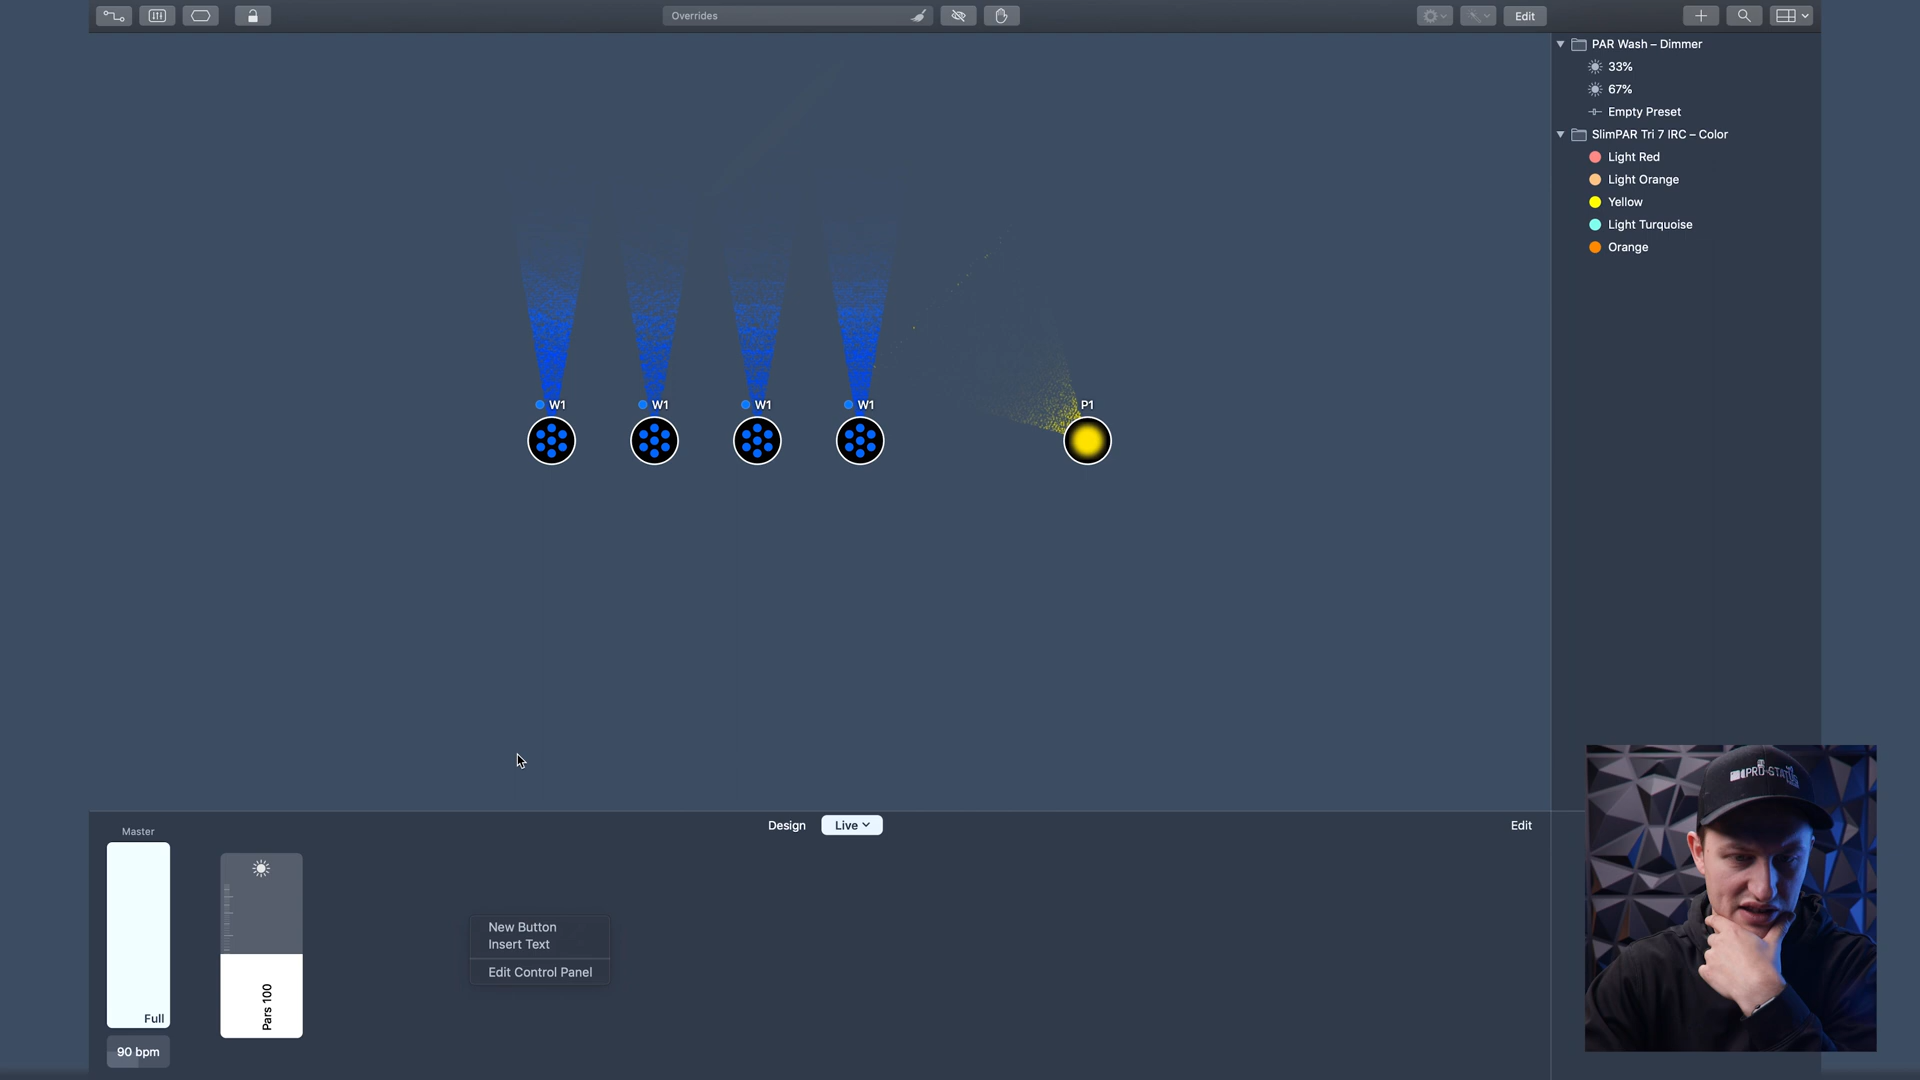 Overrides
Edit
PAR Wash – Dimmer
33%
67%
Empty Preset
SlimPAR Tri 7 IRC – Color
Light Red
Light Orange
Yellow
Light Turquoise
Orange
W1
W1
W1
W1
P1
Design
Live
Edit
Master
Full
90 bpm
Pars 100
New Button
Insert Text
Edit Control Panel